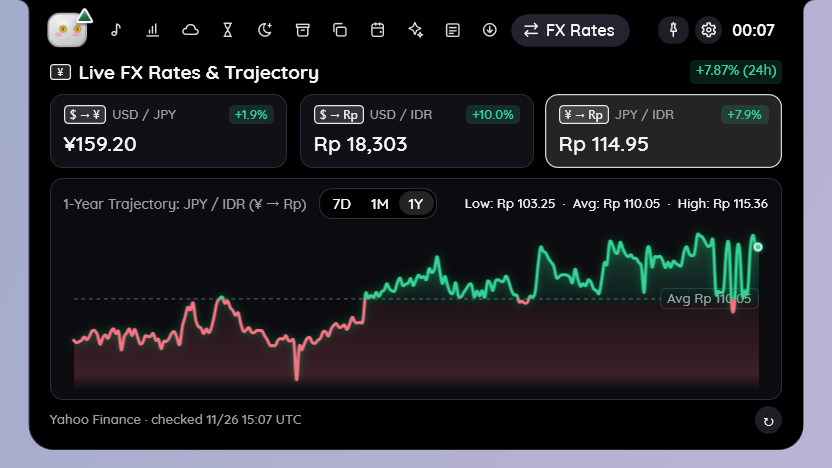 FX Rates
00:07
¥ Live FX Rates & Trajectory
+7.87% (24h)
$→¥ USD / JPY +1.9%
¥159.20
$→Rp USD / IDR +10.0%
Rp 18,303
¥→Rp JPY / IDR +7.9%
Rp 114.95
1-Year Trajectory: JPY / IDR (¥ → Rp)
7D 1M 1Y
Low: Rp 103.25 · Avg: Rp 110.05 · High: Rp 115.36
Avg Rp 110.05
Yahoo Finance · checked 11/26 15:07 UTC